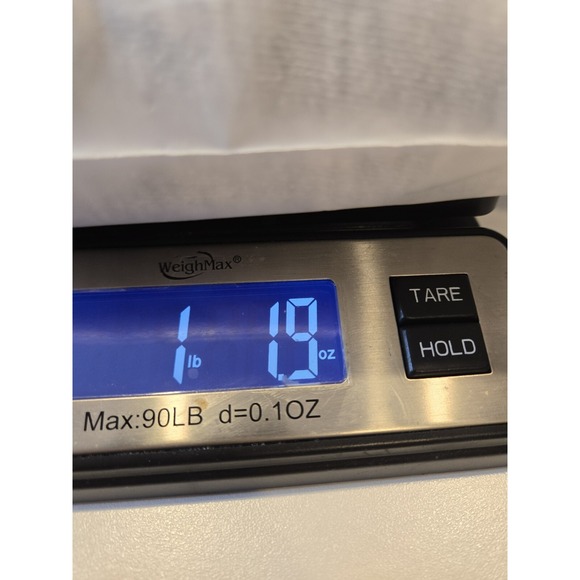 WeighMax®
1 lb 1.9 oz
TARE
HOLD
Max:90LB d=0.1OZ